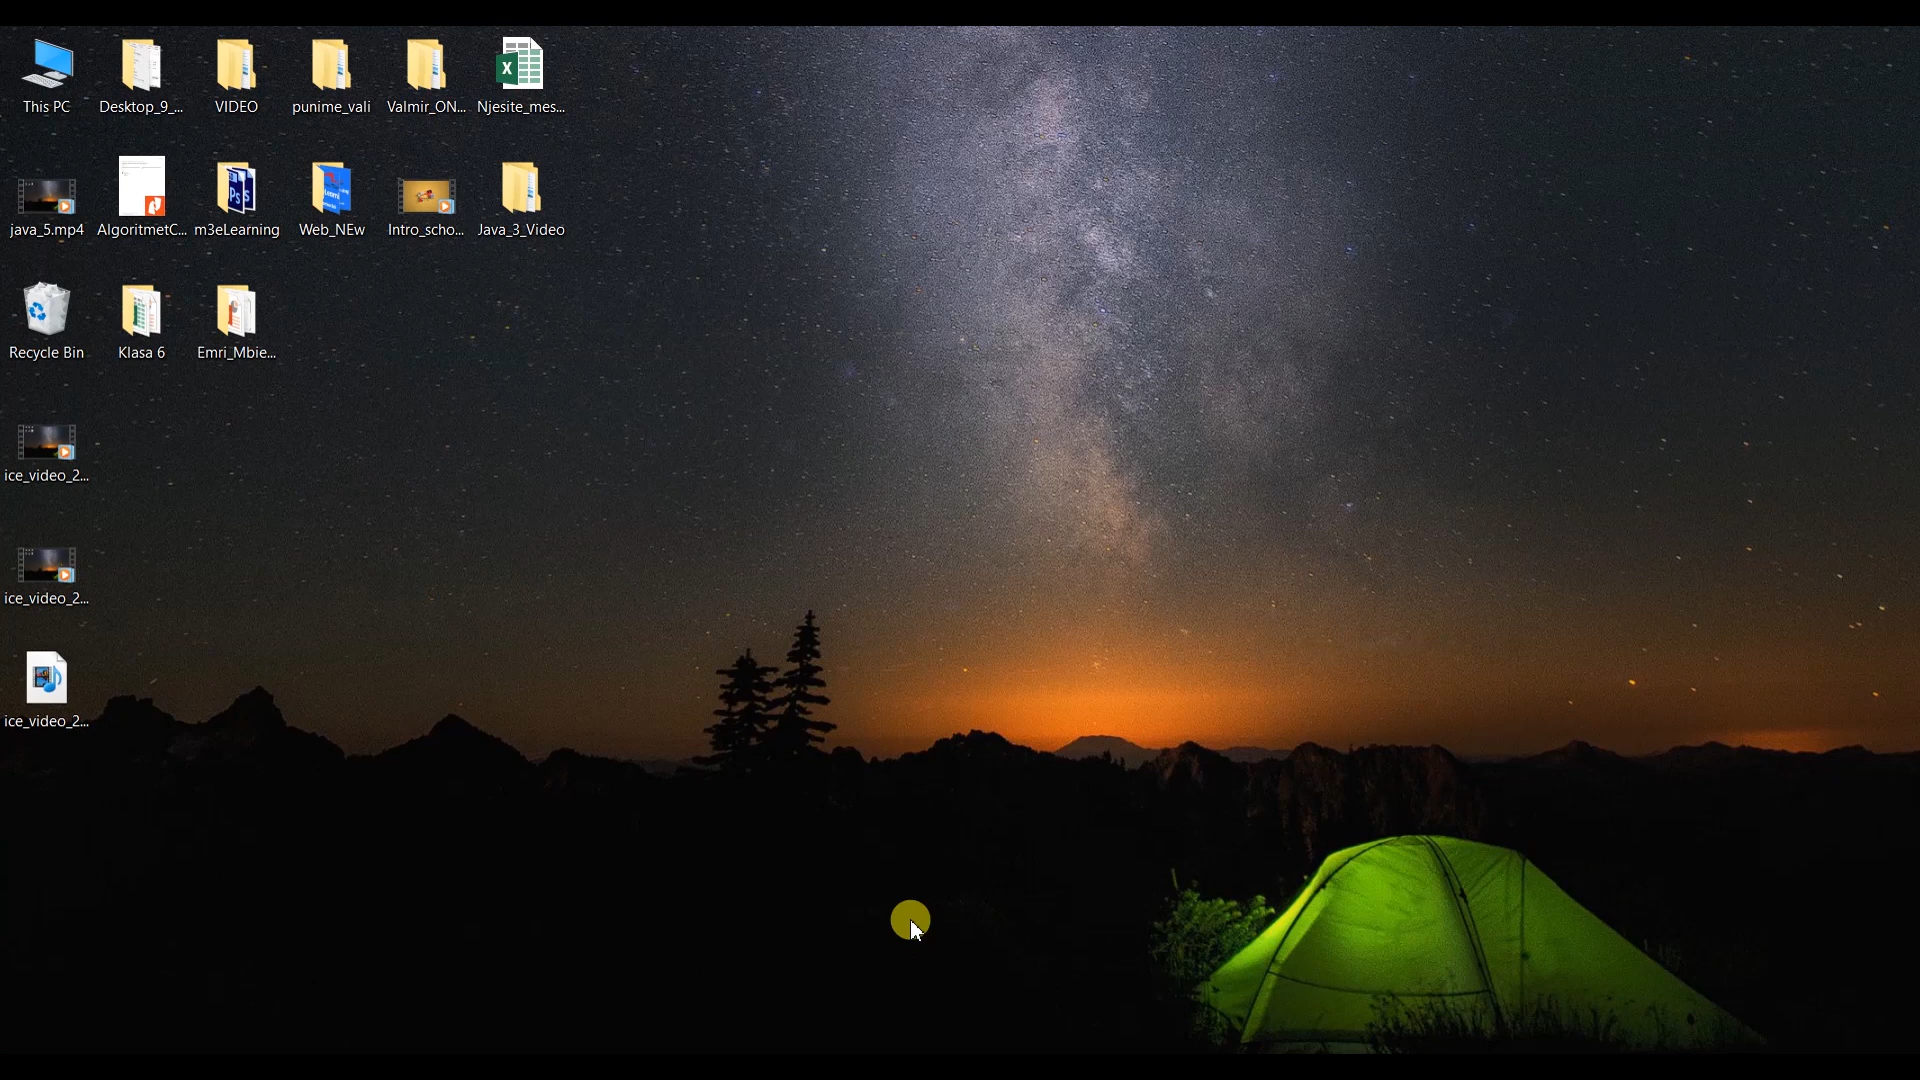 This PC
Desktop_9_...
VIDEO
punime_vali
Valmir_ON...
Njesite_mes...
java_5.mp4
AlgoritmetC...
m3eLearning
Web_NEw
Intro_scho...
Java_3_Video
Recycle Bin
Klasa 6
Emri_Mbie...
ice_video_2...
ice_video_2...
ice_video_2...